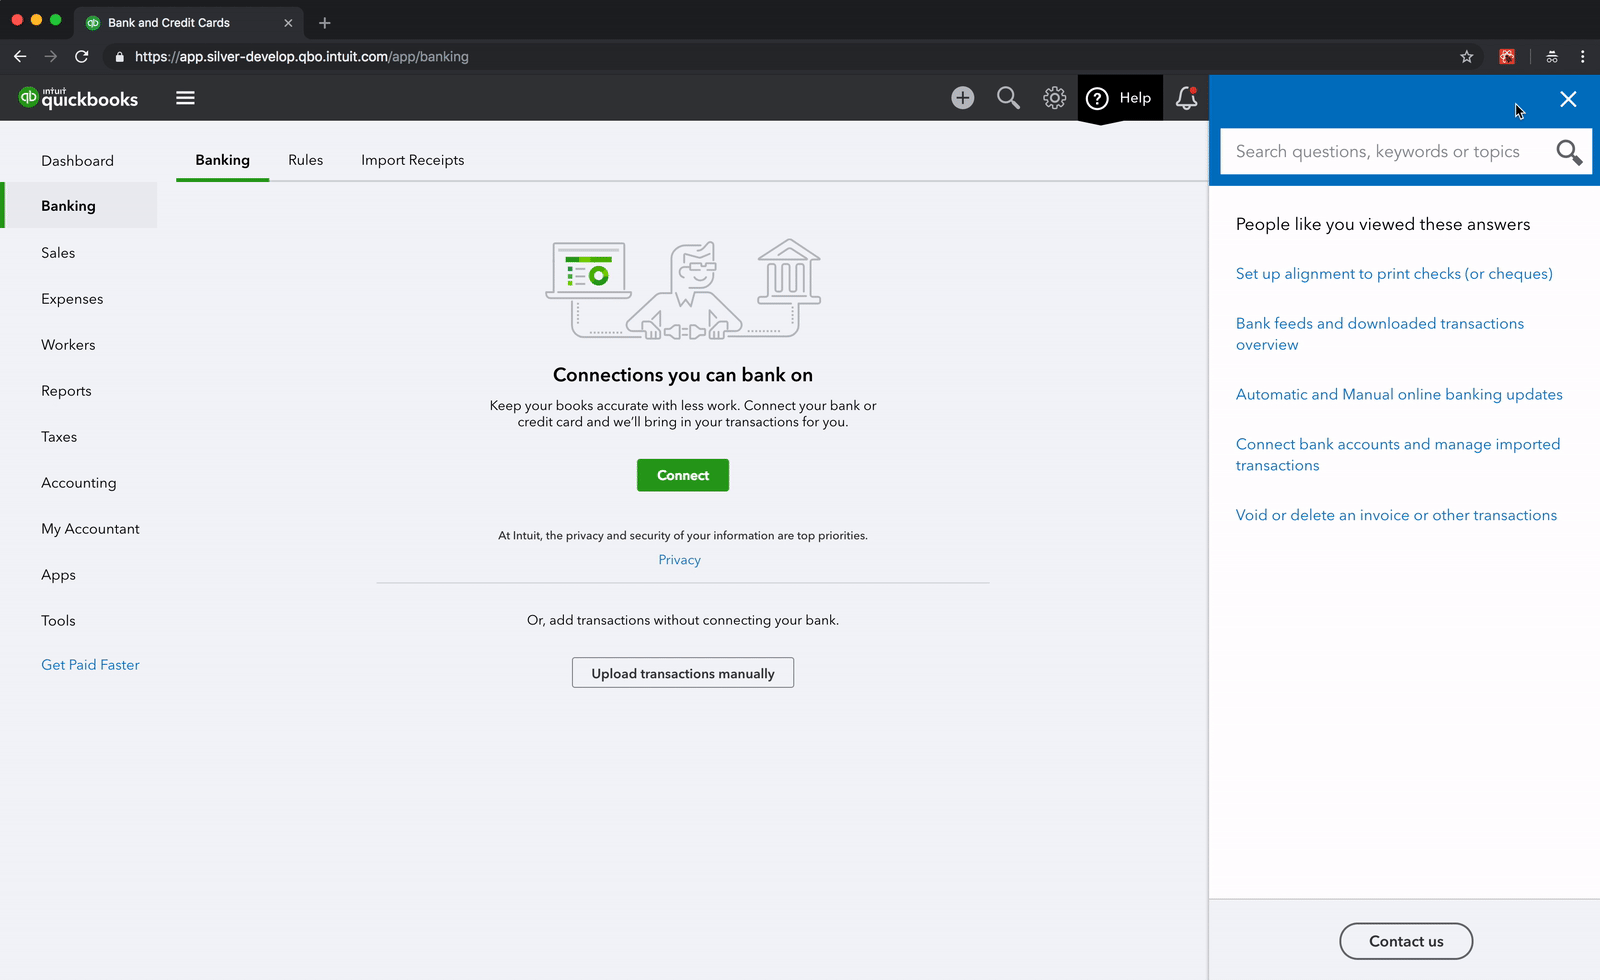 Bank and Credit Cards
https://app.silver-develop.qbo.intuit.com/app/banking
qb
intuit
quickbooks
Help
Search questions, keywords or topics
Dashboard
Banking
Sales
Expenses
Workers
Reports
Taxes
Accounting
My Accountant
Apps
Tools
Get Paid Faster
Banking Rules Import Receipts
Connections you can bank on
Keep your books accurate with less work. Connect your bank or
credit card and we’ll bring in your transactions for you.
Connect
At Intuit, the privacy and security of your information are top priorities.
Privacy
Or, add transactions without connecting your bank.
Upload transactions manually
People like you viewed these answers
Set up alignment to print checks (or cheques)
Bank feeds and downloaded transactions
overview
Automatic and Manual online banking updates
Connect bank accounts and manage imported
transactions
Void or delete an invoice or other transactions
Contact us